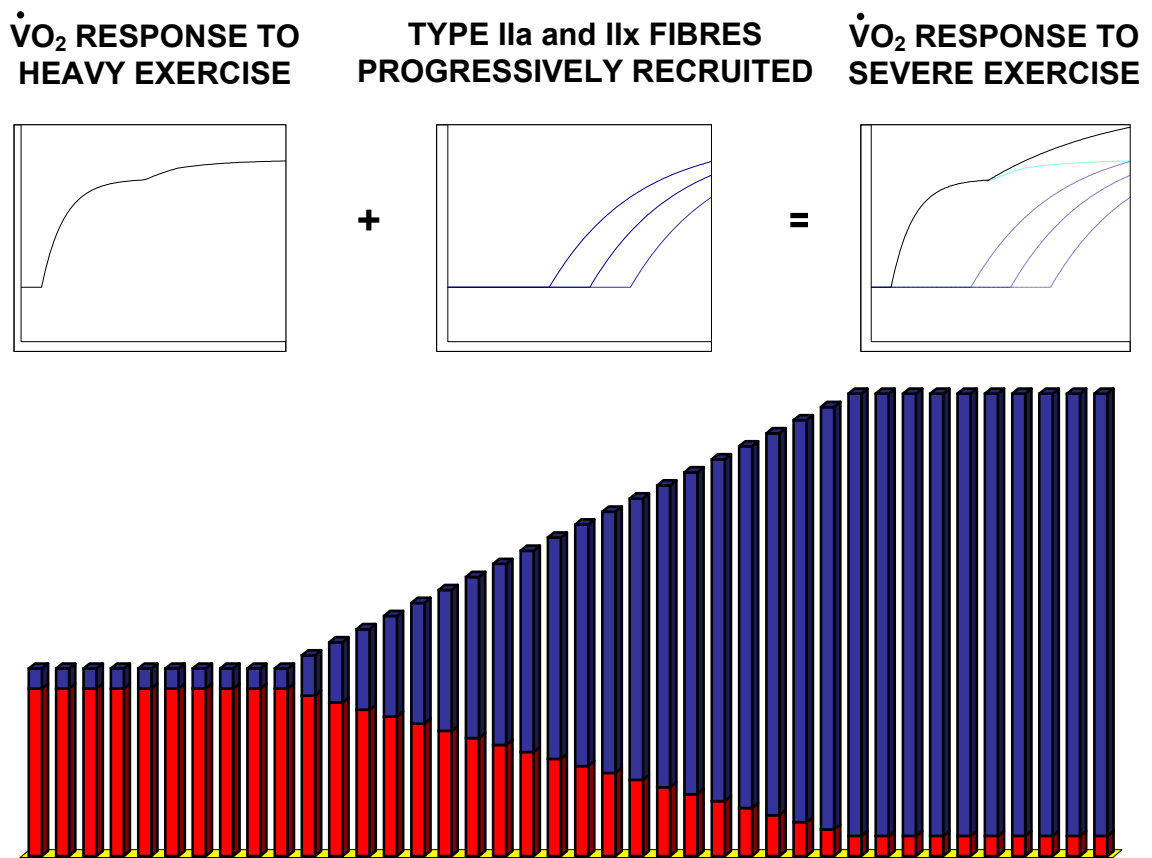 V̇O₂ RESPONSE TO
HEAVY EXERCISE
TYPE IIa and IIx FIBRES
PROGRESSIVELY RECRUITED
V̇O₂ RESPONSE TO
SEVERE EXERCISE
+
=